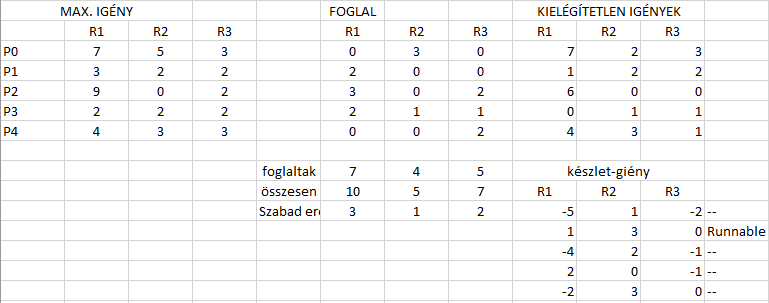 MAX. IGÉNY FOGLAL KIELÉGÍTETLEN IGÉNYEK
R1 R2 R3 R1 R2 R3 R1 R2 R3
P0 7 5 3 0 3 0 7 2 3
P1 3 2 2 2 0 0 1 2 2
P2 9 0 2 3 0 2 6 0 0
P3 2 2 2 2 1 1 0 1 1
P4 4 3 3 0 0 2 4 3 1
foglaltak 7 4 5 készlet-giény
összesen 10 5 7 R1 R2 R3
Szabad erő 3 1 2 -5 1 -2 --
1 3 0 Runnable
-4 2 -1 --
2 0 -1 --
-2 3 0 --